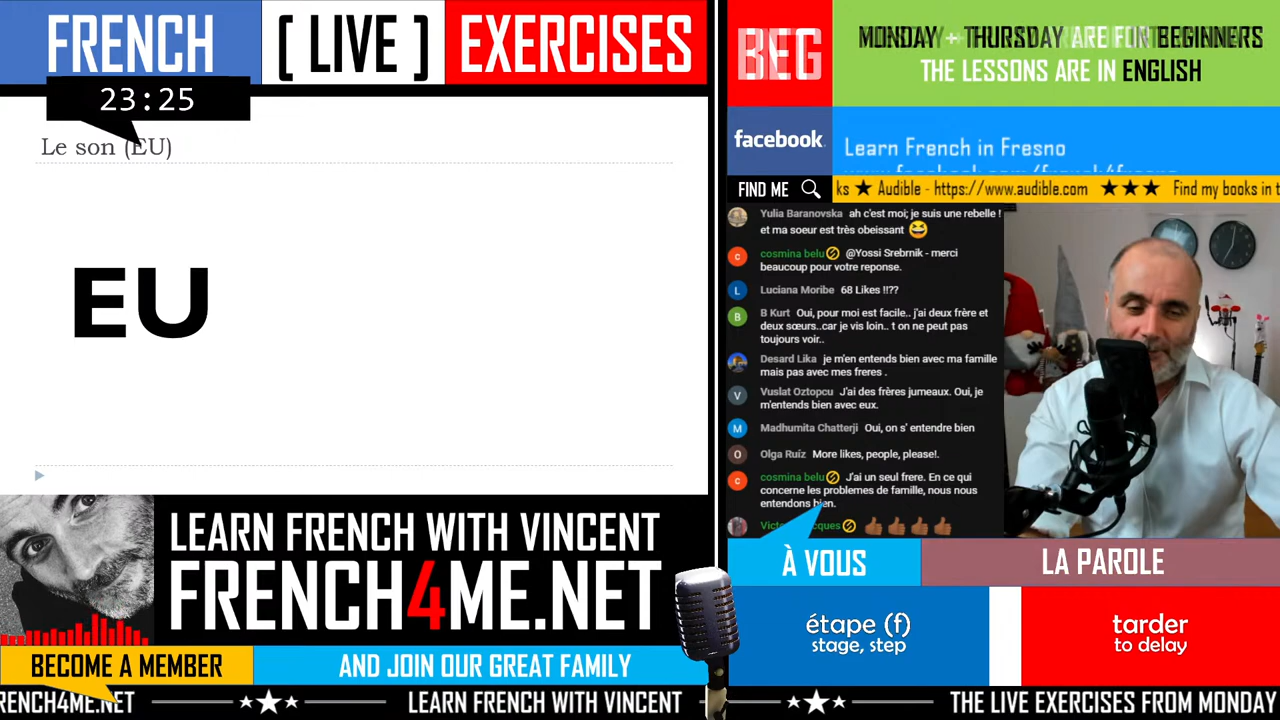 FRENCH
[ LIVE ]
EXERCISES
23:25
Le son (EU)
EU
LEARN FRENCH WITH VINCENT
FRENCH4ME.NET
BECOME A MEMBER
AND JOIN OUR GREAT FAMILY
RENCH4ME.NET
LEARN FRENCH WITH VINCENT
THE LIVE EXERCISES FROM MONDAY
BEG
MONDAY + THURSDAY ARE FOR BEGINNERS
THE LESSONS ARE IN ENGLISH
facebook.
Learn French in Fresno
FIND ME
ks ★ Audible - https://www.audible.com ★★★ Find my books in t
Yulia Baranovska ah c'est moi; je suis une rebelle !
et ma soeur est très obeissant
cosmina belu @Yossi Srebrnik - merci
beaucoup pour votre reponse.
Luciana Moribe 68 Likes !!??
B Kurt Oui, pour moi est facile.. j'ai deux frère et
deux sœurs..car je vis loin.. t on ne peut pas
toujours voir..
Desard Lika je m'en entends bien avec ma famille
mais pas avec mes freres .
Vuslat Oztopcu J'ai des frères jumeaux. Oui, je
m'entends bien avec eux.
Madhumita Chatterji Oui, on s' entendre bien
Olga Ruíz More likes, people, please!.
cosmina belu J'ai un seul frere. En ce qui
concerne les problemes de famille, nous nous
entendons bien.
À VOUS
LA PAROLE
étape (f)
stage, step
tarder
to delay